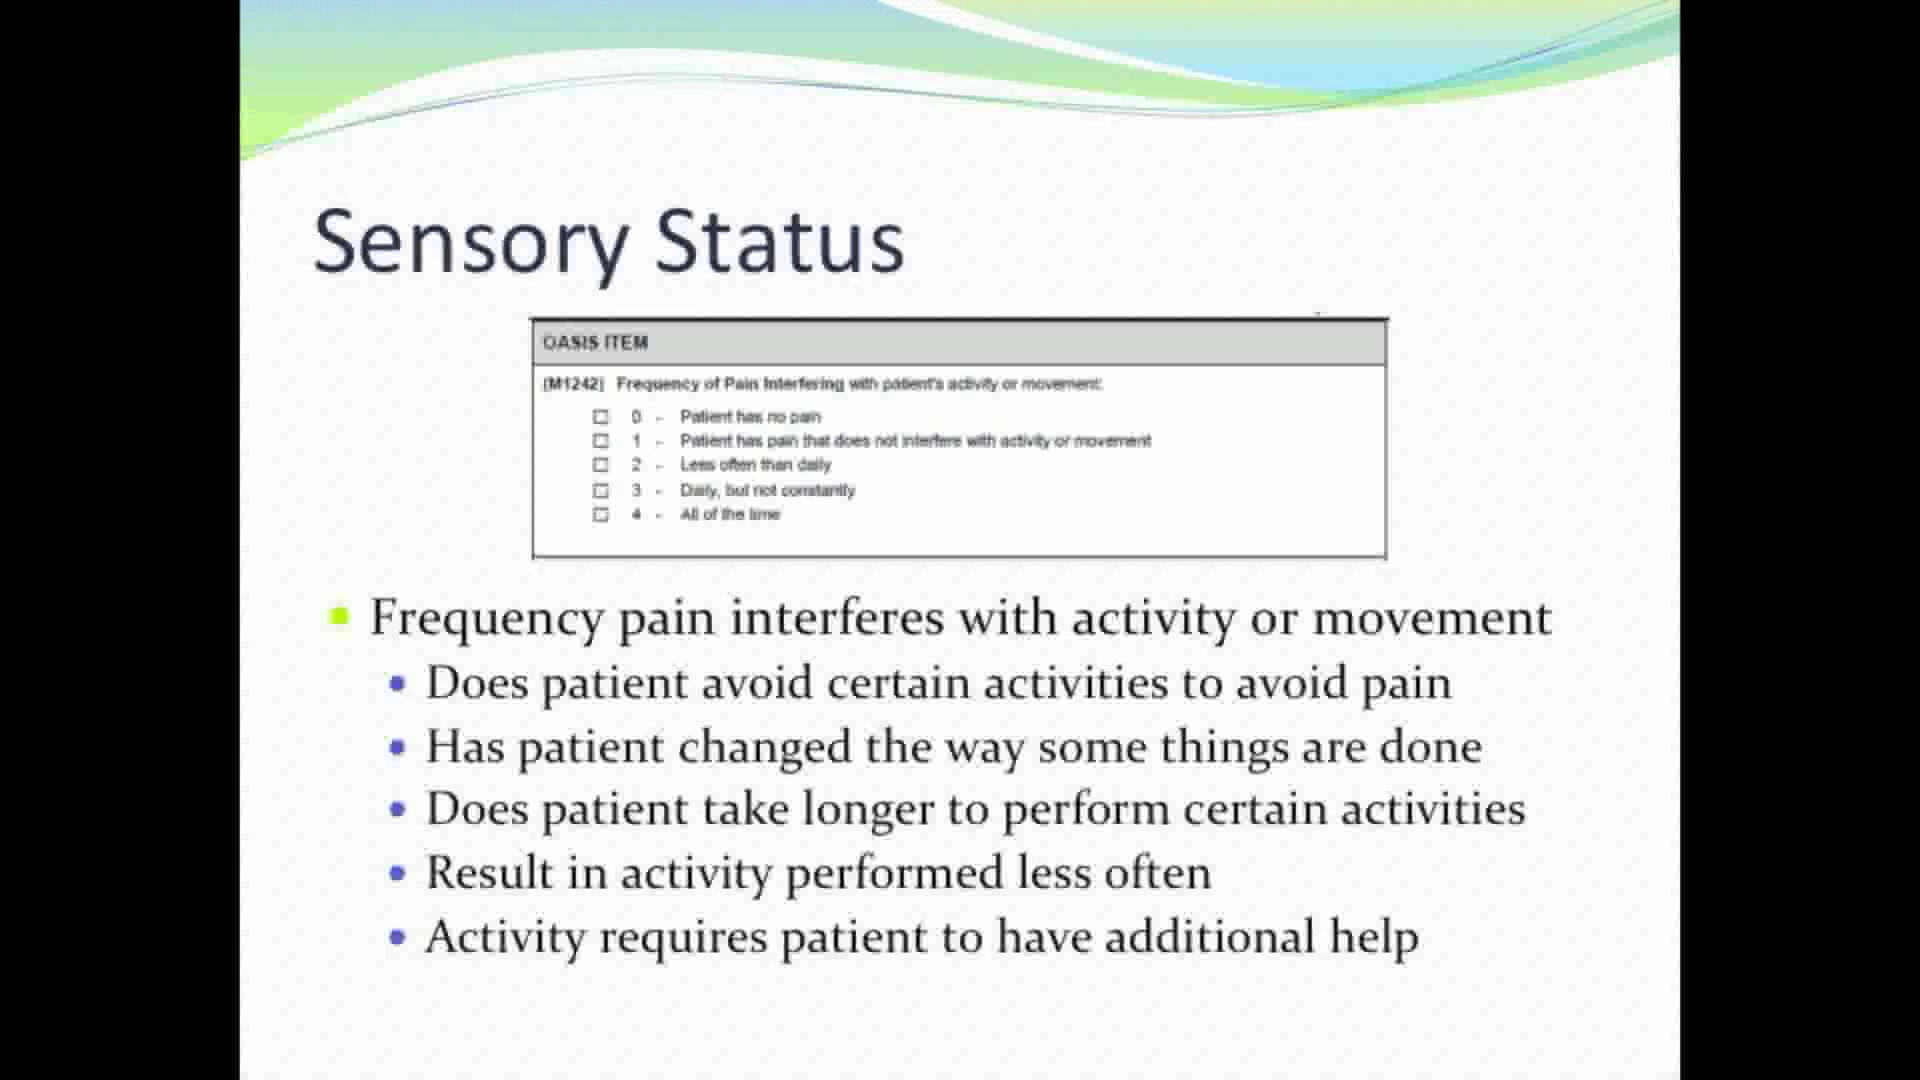 Sensory Status
OASIS ITEM
(M1242) Frequency of Pain Interfering with patient's activity or movement:
☐ 0 - Patient has no pain
☐ 1 - Patient has pain that does not interfere with activity or movement
☐ 2 - Less often than daily
☐ 3 - Daily, but not constantly
☐ 4 - All of the time
▪ Frequency pain interferes with activity or movement
• Does patient avoid certain activities to avoid pain
• Has patient changed the way some things are done
• Does patient take longer to perform certain activities
• Result in activity performed less often
• Activity requires patient to have additional help